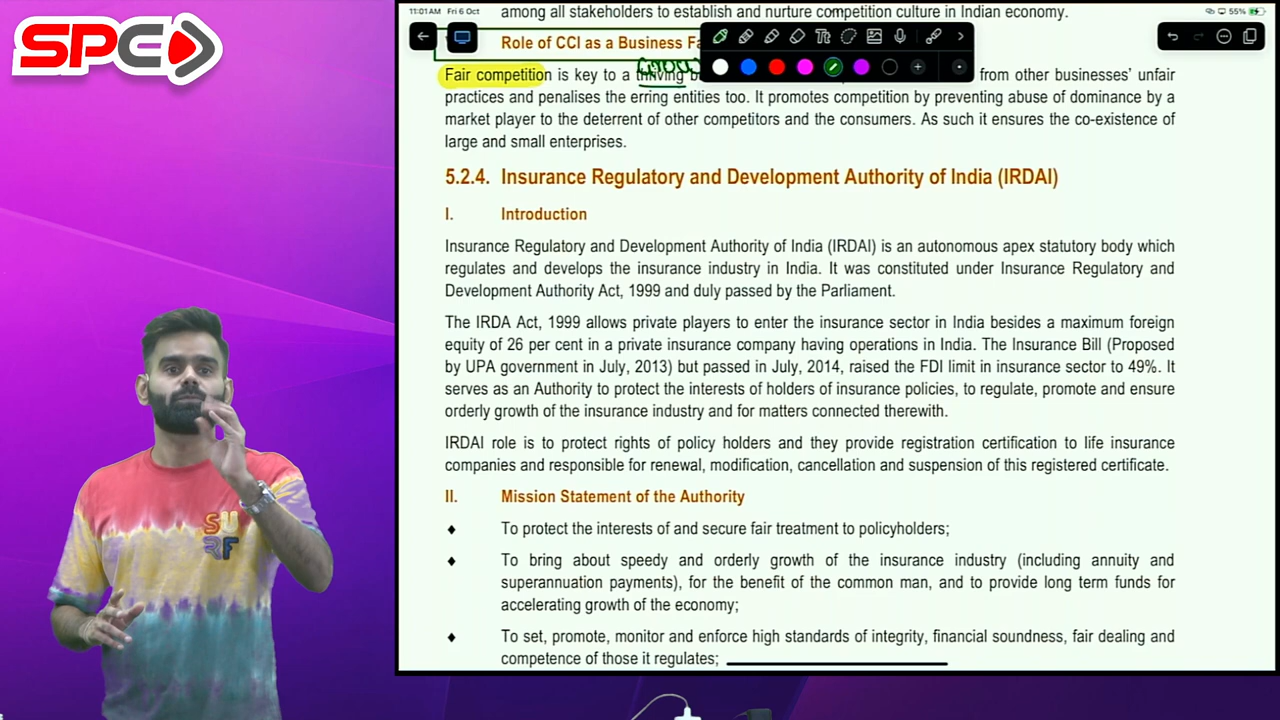 SPC
11:01AM Fri 6 Oct
55%
among all stakeholders to establish and nurture competition culture in Indian economy.
Role of CCI as a Business Fa
Tt
Fair competition is key to a thriving b
from other businesses' unfair
practices and penalises the erring entities too. It promotes competition by preventing abuse of dominance by a
market player to the deterrent of other competitors and the consumers. As such it ensures the co-existence of
large and small enterprises.
5.2.4. Insurance Regulatory and Development Authority of India (IRDAI)
I. Introduction
Insurance Regulatory and Development Authority of India (IRDAI) is an autonomous apex statutory body which
regulates and develops the insurance industry in India. It was constituted under Insurance Regulatory and
Development Authority Act, 1999 and duly passed by the Parliament.
The IRDA Act, 1999 allows private players to enter the insurance sector in India besides a maximum foreign
equity of 26 per cent in a private insurance company having operations in India. The Insurance Bill (Proposed
by UPA government in July, 2013) but passed in July, 2014, raised the FDI limit in insurance sector to 49%. It
serves as an Authority to protect the interests of holders of insurance policies, to regulate, promote and ensure
orderly growth of the insurance industry and for matters connected therewith.
IRDAI role is to protect rights of policy holders and they provide registration certification to life insurance
companies and responsible for renewal, modification, cancellation and suspension of this registered certificate.
II. Mission Statement of the Authority
♦ To protect the interests of and secure fair treatment to policyholders;
♦ To bring about speedy and orderly growth of the insurance industry (including annuity and
superannuation payments), for the benefit of the common man, and to provide long term funds for
accelerating growth of the economy;
♦ To set, promote, monitor and enforce high standards of integrity, financial soundness, fair dealing and
competence of those it regulates;
SURF